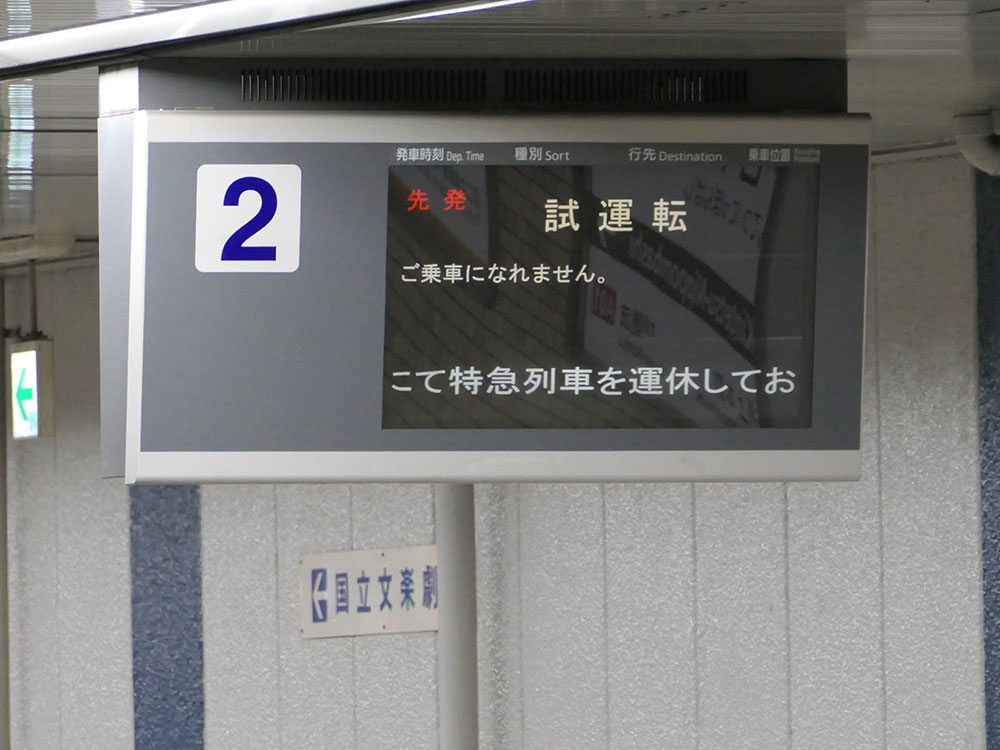 発車時刻 Dep. Time 種別 Sort 行先 Destination 乗車位置
2
先発 試運転
ご乗車になれません。
にて特急列車を運休してお
国立文楽劇